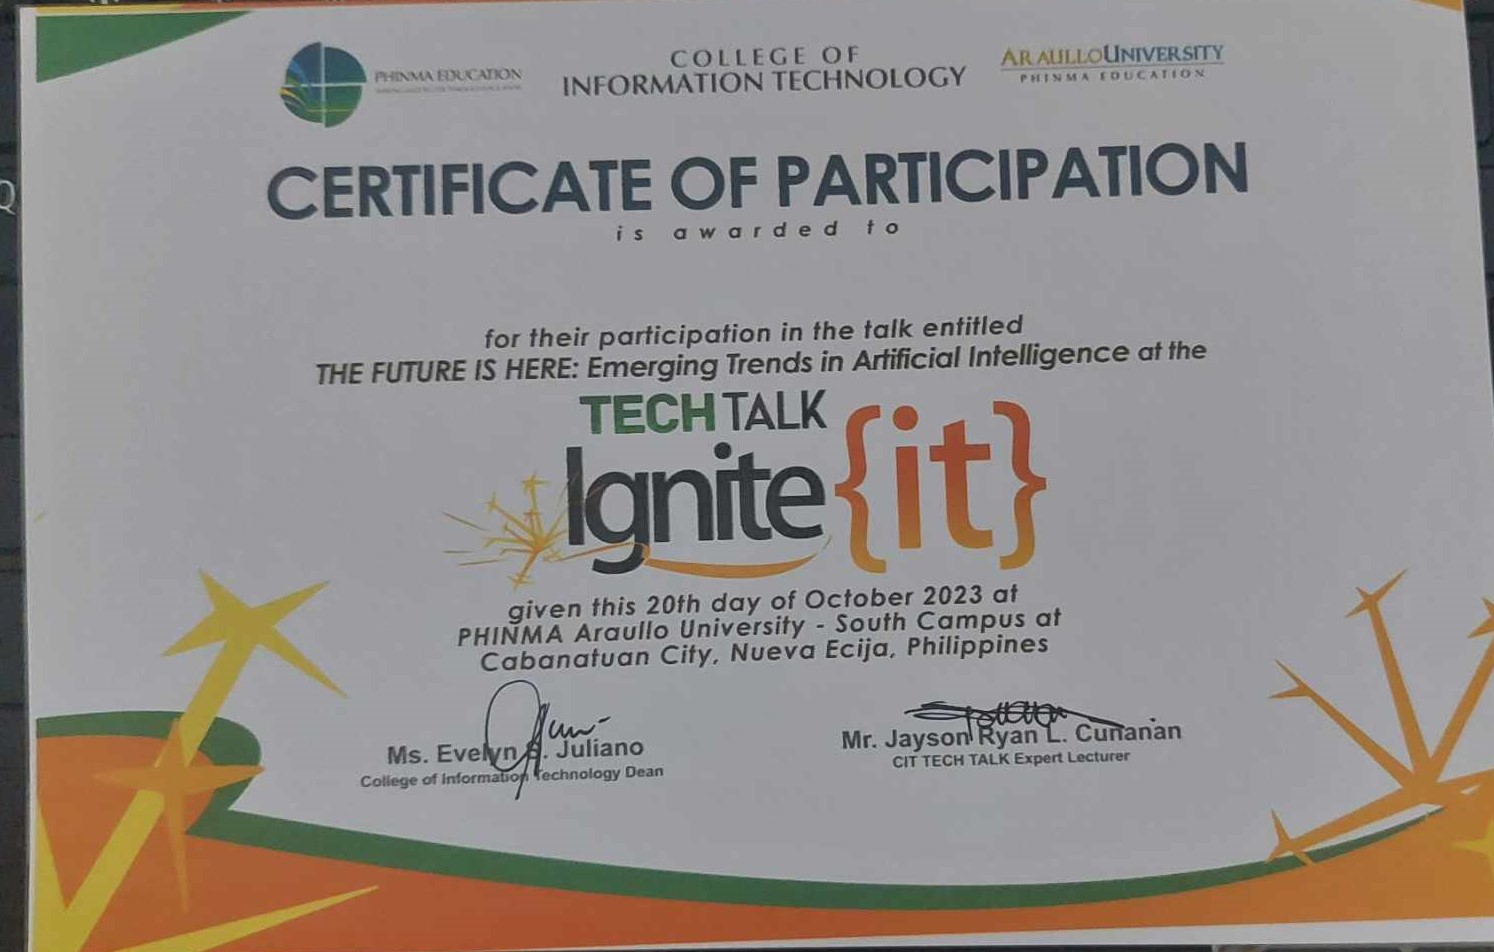 PHINMA EDUCATION
COLLEGE OF
INFORMATION TECHNOLOGY
ARAULLO UNIVERSITY
PHINMA EDUCATION
CERTIFICATE OF PARTICIPATION
is awarded to
for their participation in the talk entitled
THE FUTURE IS HERE: Emerging Trends in Artificial Intelligence at the
TECH TALK
Ignite {it}
given this 20th day of October 2023 at
PHINMA Araullo University - South Campus at
Cabanatuan City, Nueva Ecija, Philippines
Ms. Evelyn Juliano
College of Information Technology Dean
Mr. Jayson Ryan L. Cunanan
CIT TECH TALK Expert Lecturer
Q